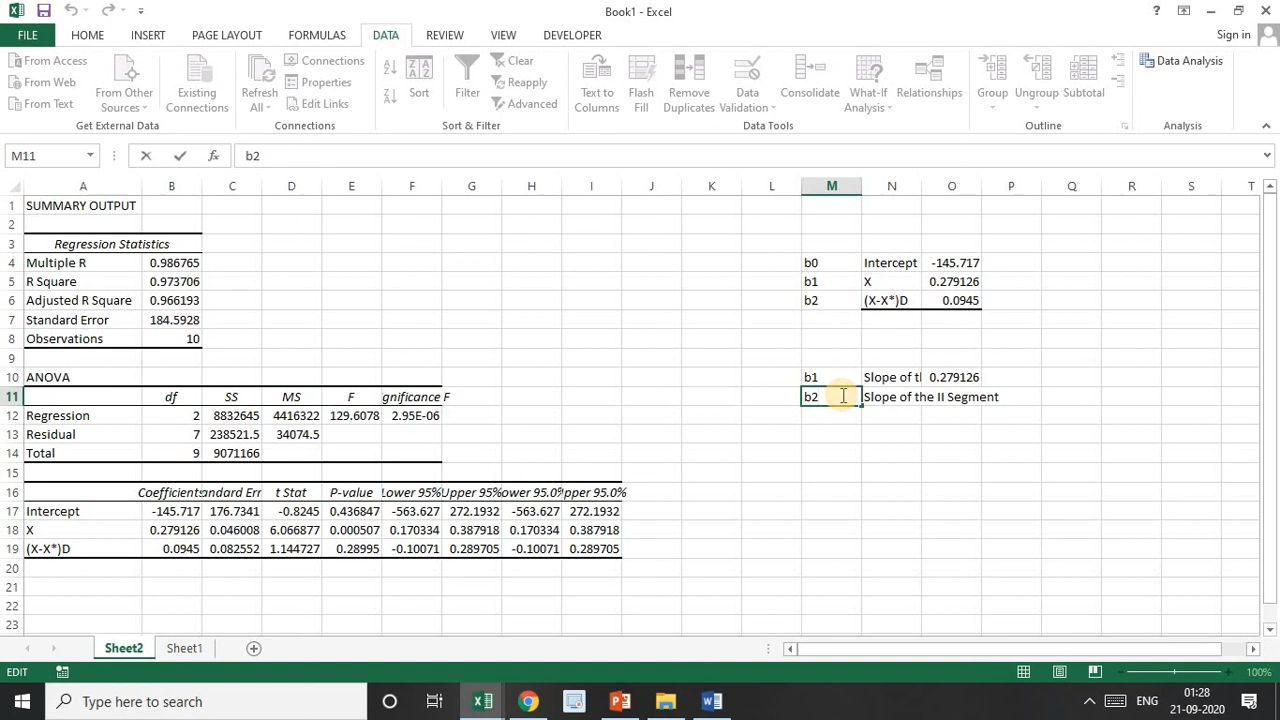 Book1 - Excel
FILE HOME INSERT PAGE LAYOUT FORMULAS DATA REVIEW VIEW DEVELOPER Sign in
From Access
From Web
From Text
From Other Sources
Existing Connections
Get External Data
Refresh All
Connections
Properties
Edit Links
Connections
Sort
Filter
Clear
Reapply
Advanced
Sort & Filter
Text to Columns
Flash Fill
Remove Duplicates
Data Validation
Consolidate
What-If Analysis
Relationships
Data Tools
Group
Ungroup
Subtotal
Outline
Data Analysis
Analysis
M11 fx b2
A B C D E F G H I J K L M N O P Q R S T
1 SUMMARY OUTPUT
2
3 Regression Statistics
4 Multiple R 0.986765 b0 Intercept -145.717
5 R Square 0.973706 b1 X 0.279126
6 Adjusted R Square 0.966193 b2 (X-X*)D 0.0945
7 Standard Error 184.5928
8 Observations 10
9
10 ANOVA b1 Slope of tl 0.279126
11 df SS MS F gnificance F b2 Slope of the II Segment
12 Regression 2 8832645 4416322 129.6078 2.95E-06
13 Residual 7 238521.5 34074.5
14 Total 9 9071166
15
16 Coefficients andard Err t Stat P-value Lower 95% Upper 95% ower 95.0% Upper 95.0%
17 Intercept -145.717 176.7341 -0.8245 0.436847 -563.627 272.1932 -563.627 272.1932
18 X 0.279126 0.046008 6.066877 0.000507 0.170334 0.387918 0.170334 0.387918
19 (X-X*)D 0.0945 0.082552 1.144727 0.28995 -0.10071 0.289705 -0.10071 0.289705
20
21
22
23
Sheet2 Sheet1
EDIT 100%
Type here to search ENG 01:28
21-09-2020